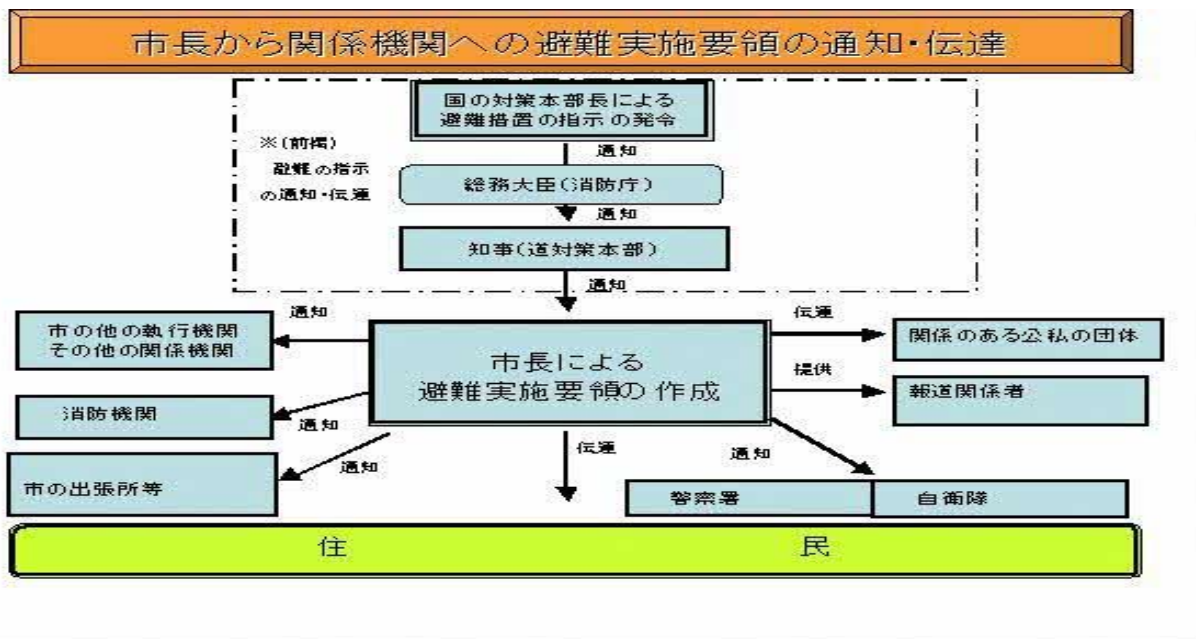 市長から関係機関への避難実施要領の通知・伝達
国の対策本部長による
避難措置の指示の発令
※(前掲)
避難の指示
の通知・伝達
通知
総務大臣(消防庁)
通知
知事(道対策本部)
通知
通知
伝達
市の他の執行機関
その他の関係機関
市長による
避難実施要領の作成
関係のある公私の団体
提供
報道関係者
消防機関
通知
市の出張所等
通知
伝達
通知
警察署
自衛隊
住民